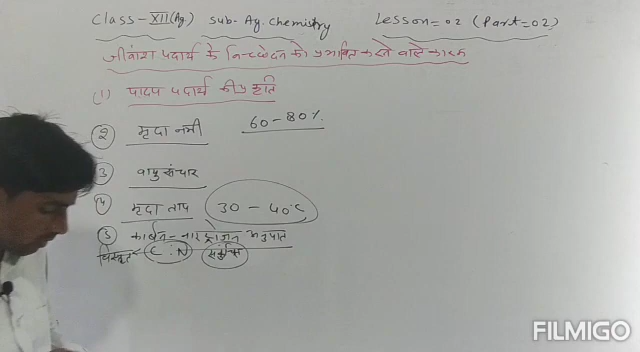 Class - XII (Ag.) Sub- Ag. Chemistry Lesson = 02 (Part = 02)
जीवांश पदार्थ के विच्छेदन को प्रभावित करने वाले कारक
(1) पादप पदार्थ की प्रकृति
(2) मृदा नमी 60 - 80%
(3) वायु संचार
(4) मृदा ताप 30 - 40°C
(5) कार्बन - नाइट्रोजन अनुपात
विस्तृत < C : N संकुचित
FILMIGO